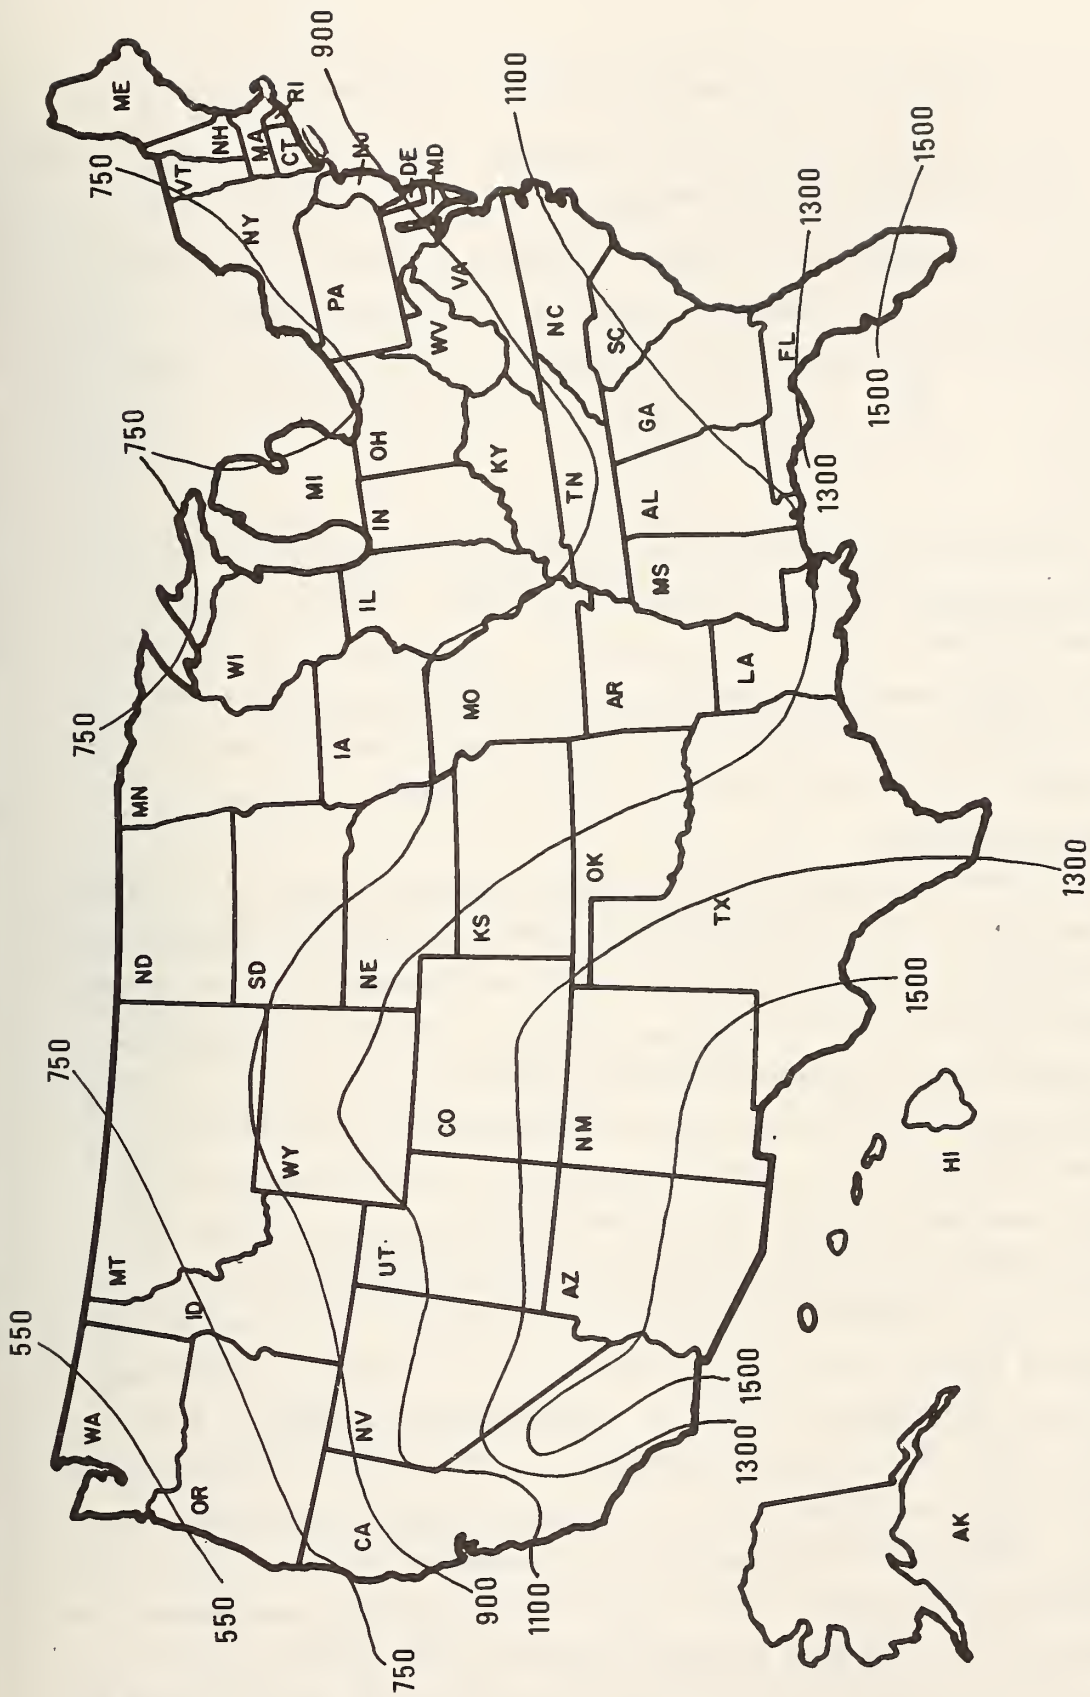 550
750
750
750
750
900
1100
WA
MT
ND
MN
WI
MI
NY
VT
NH
ME
MA
CT
RI
OR
ID
WY
SD
IA
IL
IN
OH
PA
NJ
DE
MD
NE
WV
VA
CA
NV
UT
CO
KS
MO
KY
TN
NC
SC
AZ
NM
OK
AR
MS
AL
GA
TX
LA
FL
550
750
900
1100
1300
1500
1500
1300
1300
1500
1300
1500
AK
HI